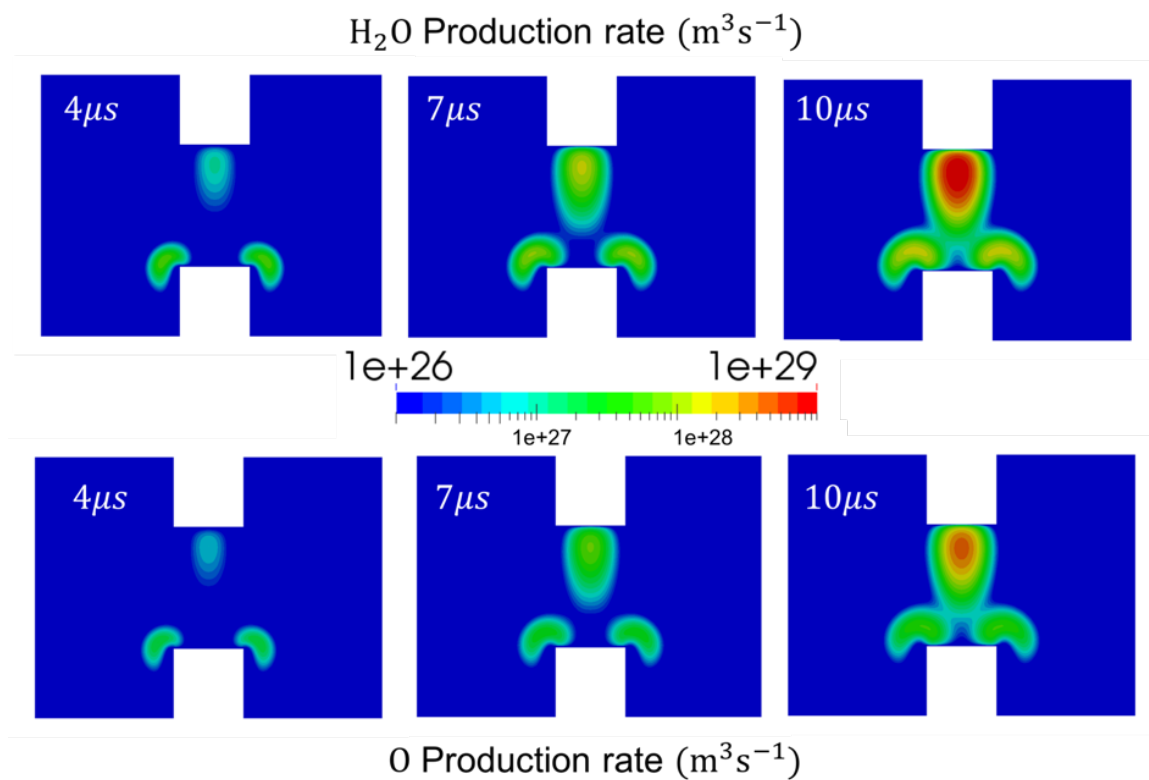 H₂O Production rate (m³s⁻¹)
4μs 7μs 10μs
1e+26 1e+29
1e+27 1e+28
4μs 7μs 10μs
O Production rate (m³s⁻¹)